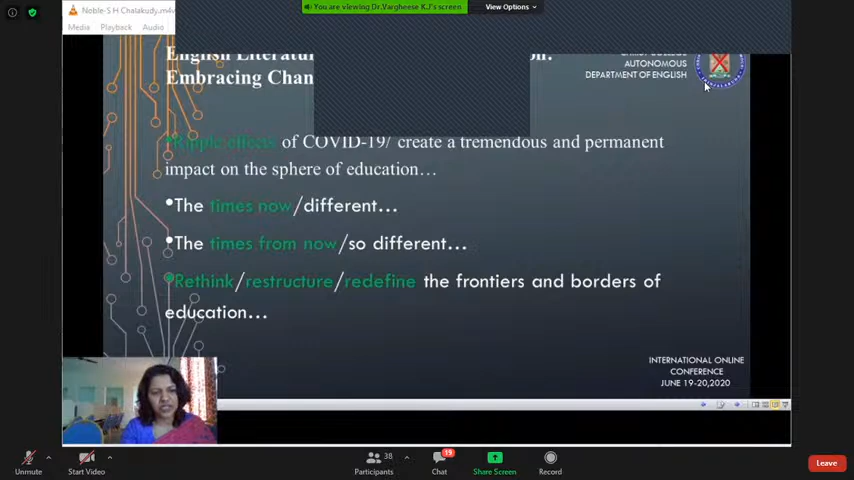 Noble-S H Chalakudy.m4v
You are viewing Dr.Vargheese K.J's screen
View Options
Media Playback Audio
English
Embracing
AUTONOMOUS
DEPARTMENT OF ENGLISH
•Ripple effects of COVID-19/ create a tremendous and permanent
impact on the sphere of education…
•The times now/different…
•The times from now/so different…
•Rethink/restructure/redefine the frontiers and borders of
education…
INTERNATIONAL ONLINE
CONFERENCE
JUNE 19-20,2020
Unmute
Start Video
38
Participants
19
Chat
Share Screen
Record
Leave